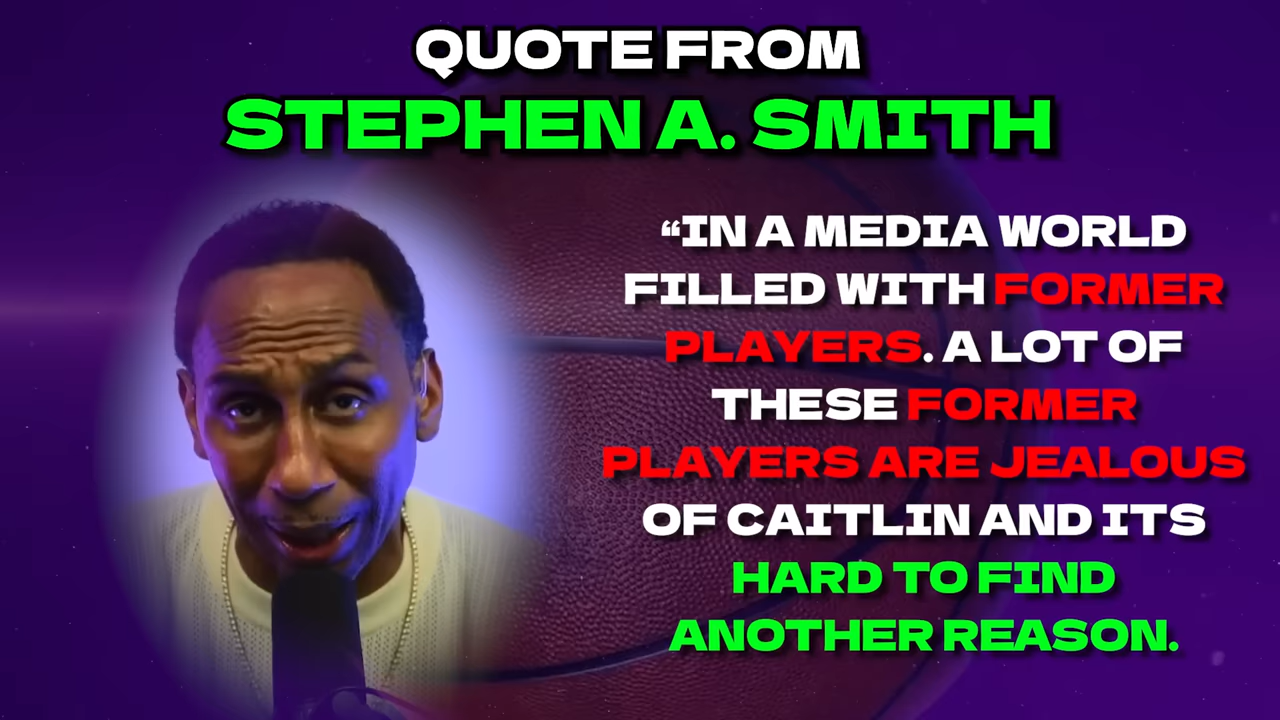 QUOTE FROM
STEPHEN A. SMITH
“IN A MEDIA WORLD
FILLED WITH FORMER
PLAYERS. A LOT OF
THESE FORMER
PLAYERS ARE JEALOUS
OF CAITLIN AND ITS
HARD TO FIND
ANOTHER REASON.